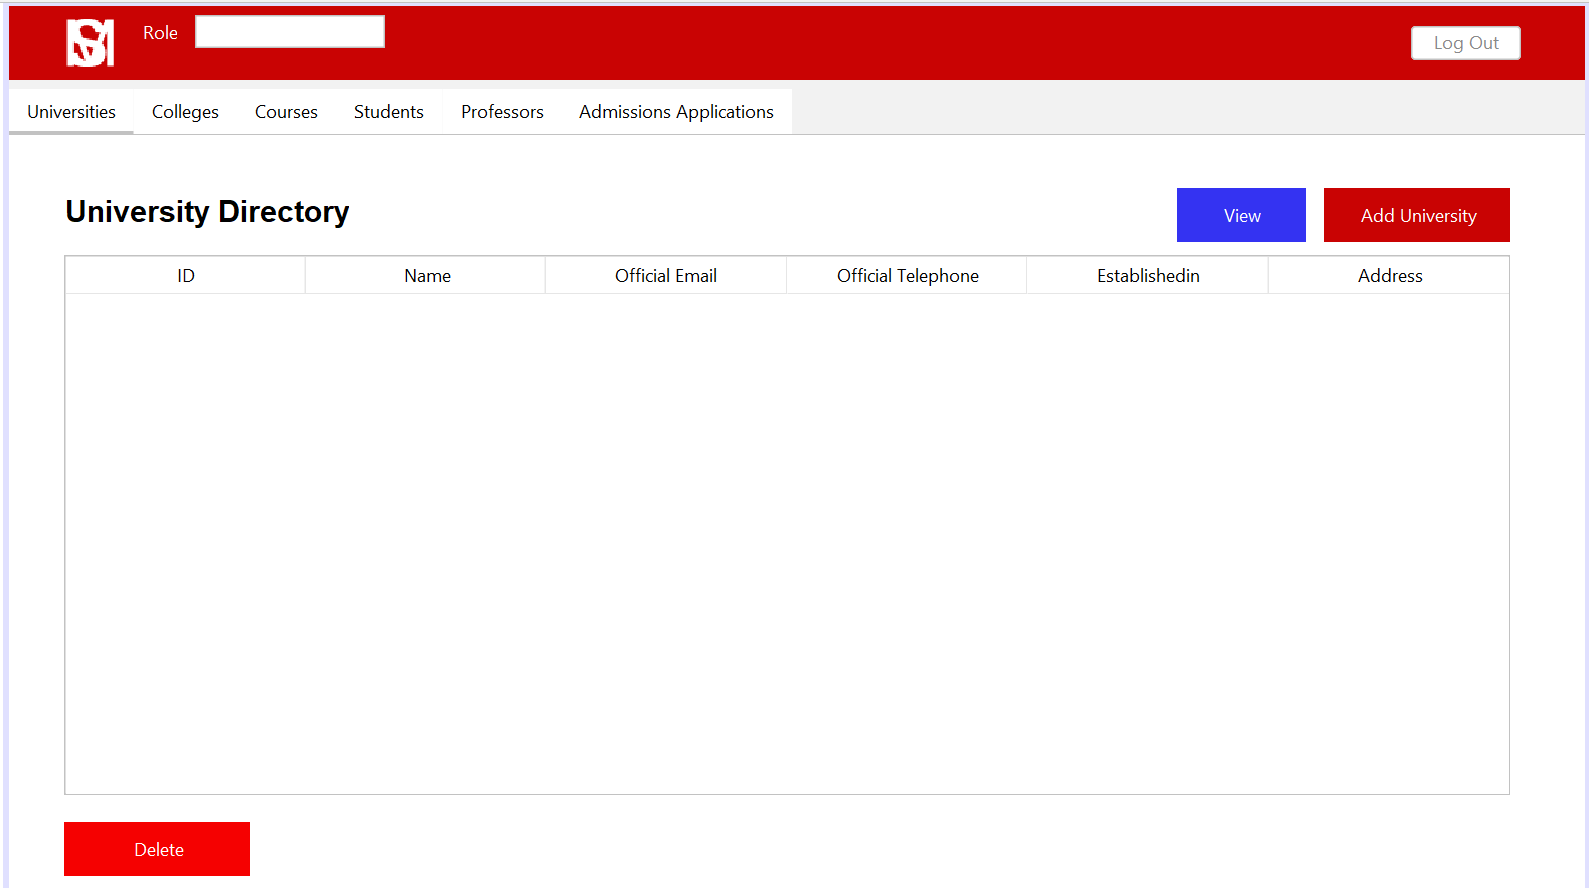 Role
Log Out
Universities Colleges Courses Students Professors Admissions Applications
University Directory
View Add University
ID Name Official Email Official Telephone Establishedin Address
Delete